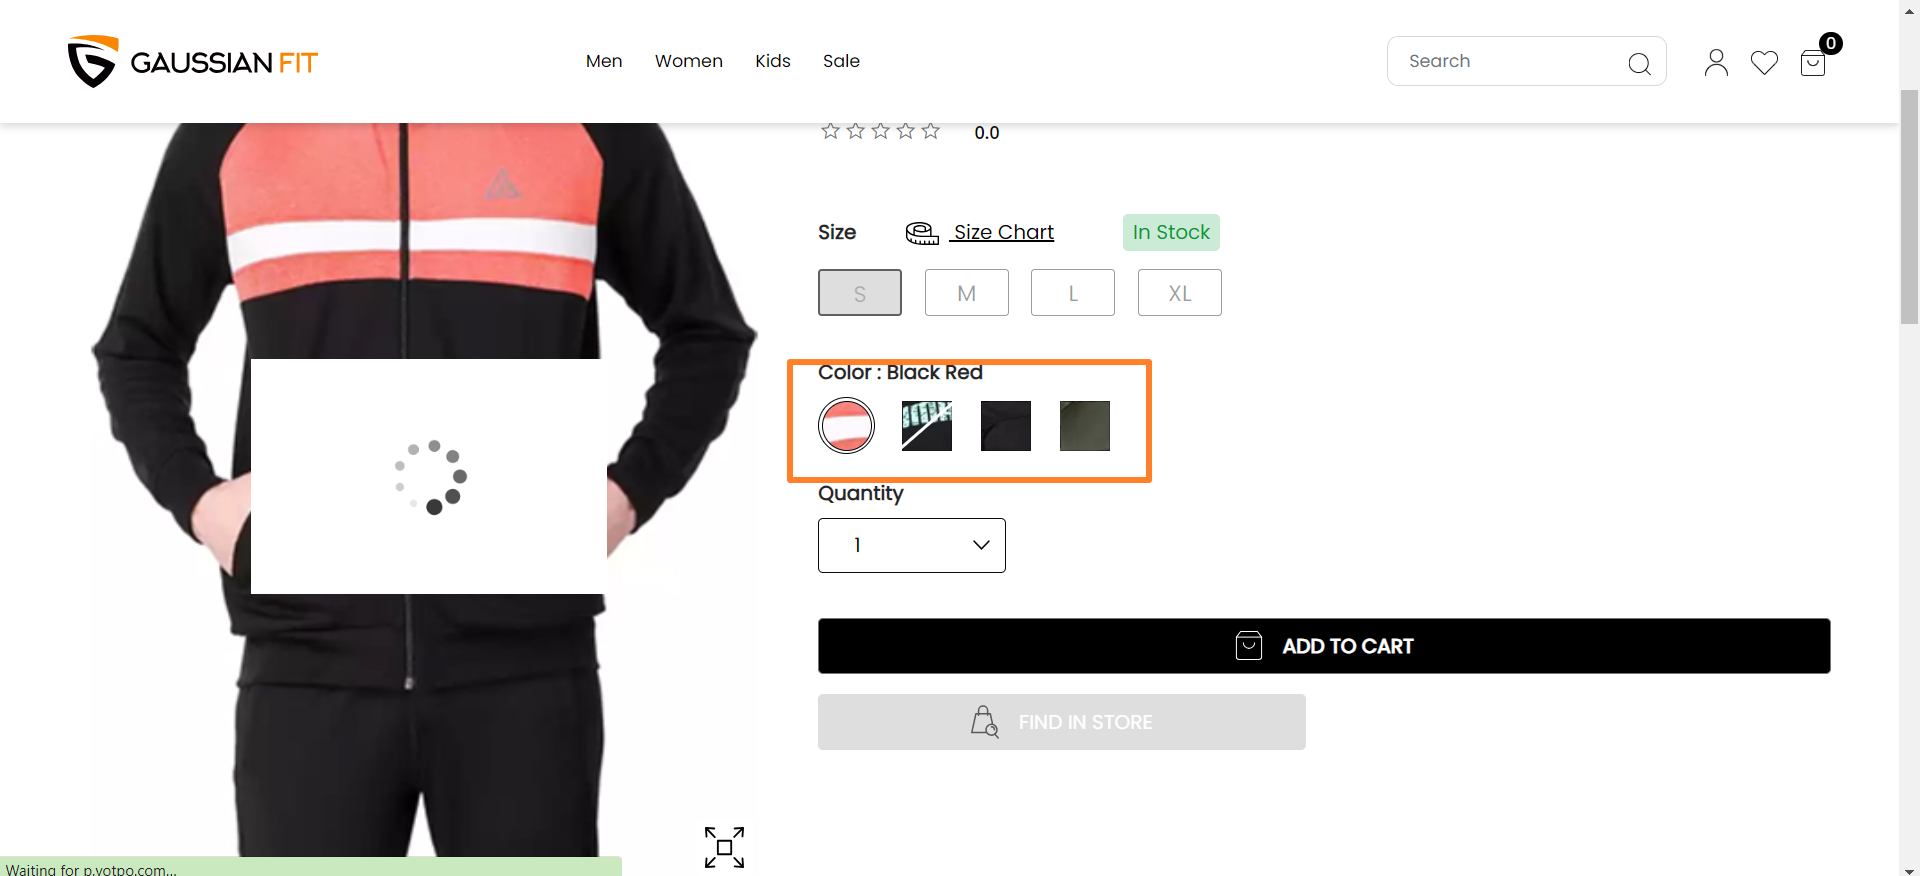 GAUSSIAN FIT
Men Women Kids Sale
Search
0
0.0
Size Size Chart In Stock
S M L XL
Color : Black Red
Quantity
1
ADD TO CART
FIND IN STORE
Waiting for p.yotpo.com...